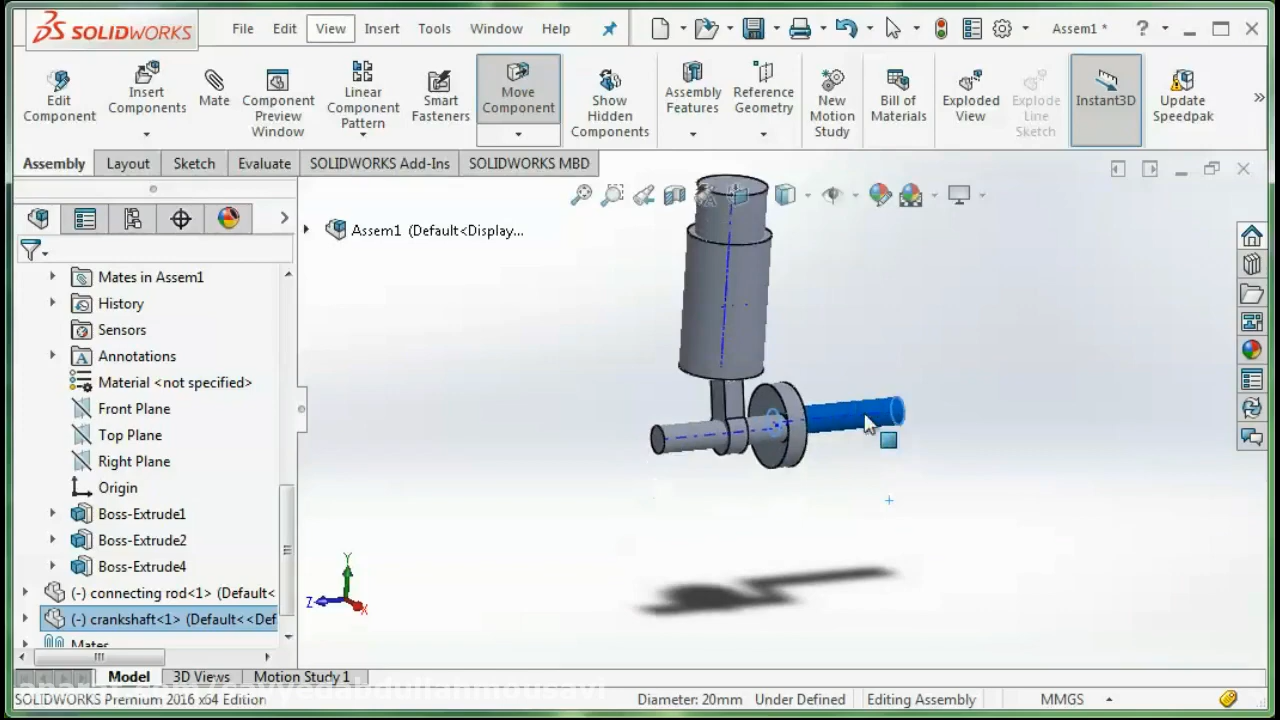 SOLIDWORKS File Edit View Insert Tools Window Help Assem1 * ?
Edit Component
Insert Components
Mate
Component Preview Window
Linear Component Pattern
Smart Fasteners
Move Component
Show Hidden Components
Assembly Features
Reference Geometry
New Motion Study
Bill of Materials
Exploded View
Explode Line Sketch
Instant3D
Update Speedpak
Assembly Layout Sketch Evaluate SOLIDWORKS Add-Ins SOLIDWORKS MBD
Assem1 (Default<Display...
Mates in Assem1
History
Sensors
Annotations
Material <not specified>
Front Plane
Top Plane
Right Plane
Origin
Boss-Extrude1
Boss-Extrude2
Boss-Extrude4
(-) connecting rod<1> (Default<
(-) crankshaft<1> (Default<<Def
Mates
Y
Z
X
Model 3D Views Motion Study 1
SOLIDWORKS Premium 2016 x64 Edition Diameter: 20mm Under Defined Editing Assembly MMGS